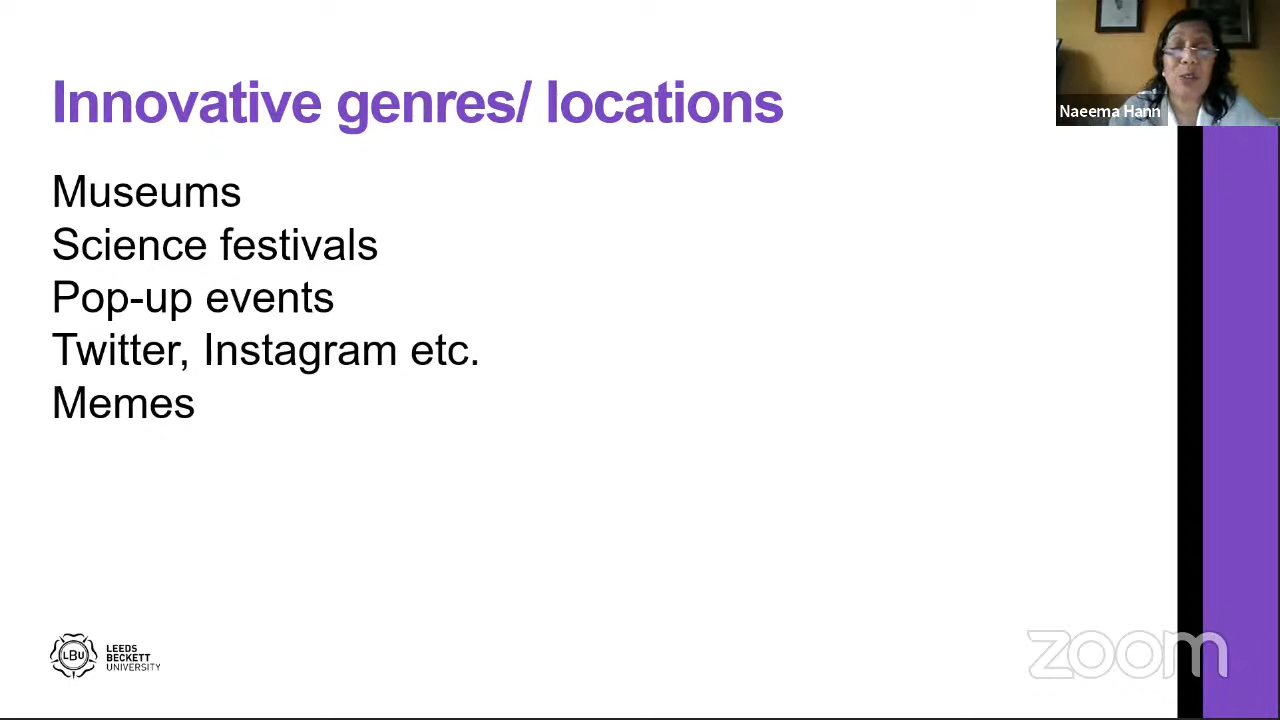 Innovative genres/ locations
Museums
Science festivals
Pop-up events
Twitter, Instagram etc.
Memes
Naeema Hann
LBU
LEEDS
BECKETT
UNIVERSITY
zoom